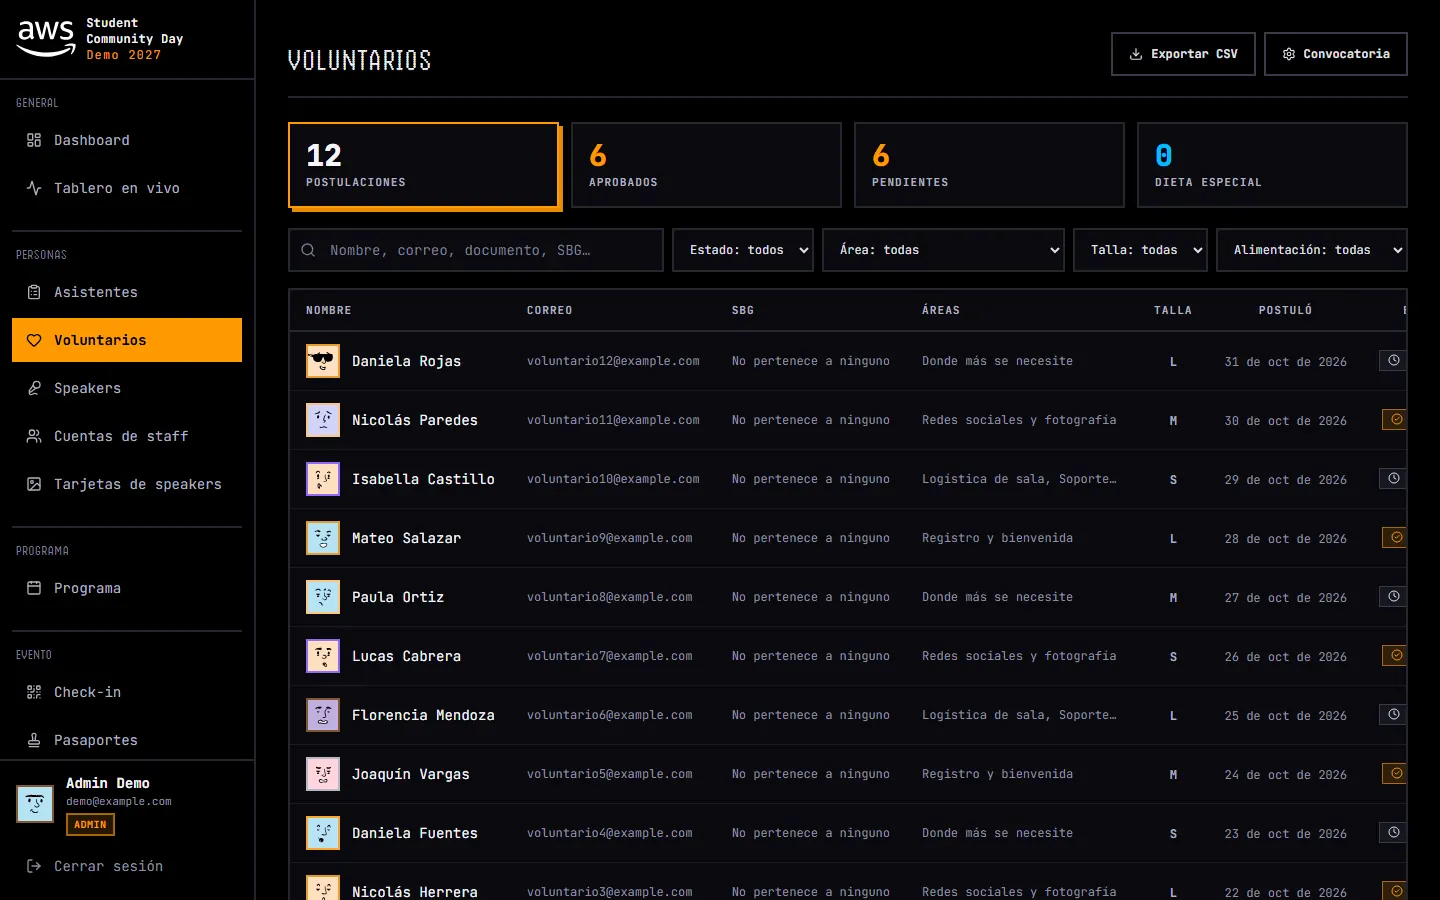 aws
Student
Community Day
Demo 2027
GENERAL
Dashboard
Tablero en vivo
PERSONAS
Asistentes
Voluntarios
Speakers
Cuentas de staff
Tarjetas de speakers
PROGRAMA
Programa
EVENTO
Check-in
Pasaportes
Admin Demo
demo@example.com
ADMIN
Cerrar sesión
VOLUNTARIOS
Exportar CSV
Convocatoria
12
POSTULACIONES
6
APROBADOS
6
PENDIENTES
0
DIETA ESPECIAL
Nombre, correo, documento, SBG…
Estado: todos
Área: todas
Talla: todas
Alimentación: todas
NOMBRE CORREO SBG ÁREAS TALLA POSTULÓ
Daniela Rojas voluntario12@example.com No pertenece a ninguno Donde más se necesite L 31 de oct de 2026
Nicolás Paredes voluntario11@example.com No pertenece a ninguno Redes sociales y fotografía M 30 de oct de 2026
Isabella Castillo voluntario10@example.com No pertenece a ninguno Logística de sala, Soporte… S 29 de oct de 2026
Mateo Salazar voluntario9@example.com No pertenece a ninguno Registro y bienvenida L 28 de oct de 2026
Paula Ortiz voluntario8@example.com No pertenece a ninguno Donde más se necesite M 27 de oct de 2026
Lucas Cabrera voluntario7@example.com No pertenece a ninguno Redes sociales y fotografía S 26 de oct de 2026
Florencia Mendoza voluntario6@example.com No pertenece a ninguno Logística de sala, Soporte… L 25 de oct de 2026
Joaquín Vargas voluntario5@example.com No pertenece a ninguno Registro y bienvenida M 24 de oct de 2026
Daniela Fuentes voluntario4@example.com No pertenece a ninguno Donde más se necesite S 23 de oct de 2026
Nicolás Herrera voluntario3@example.com No pertenece a ninguno Redes sociales y fotografía L 22 de oct de 2026